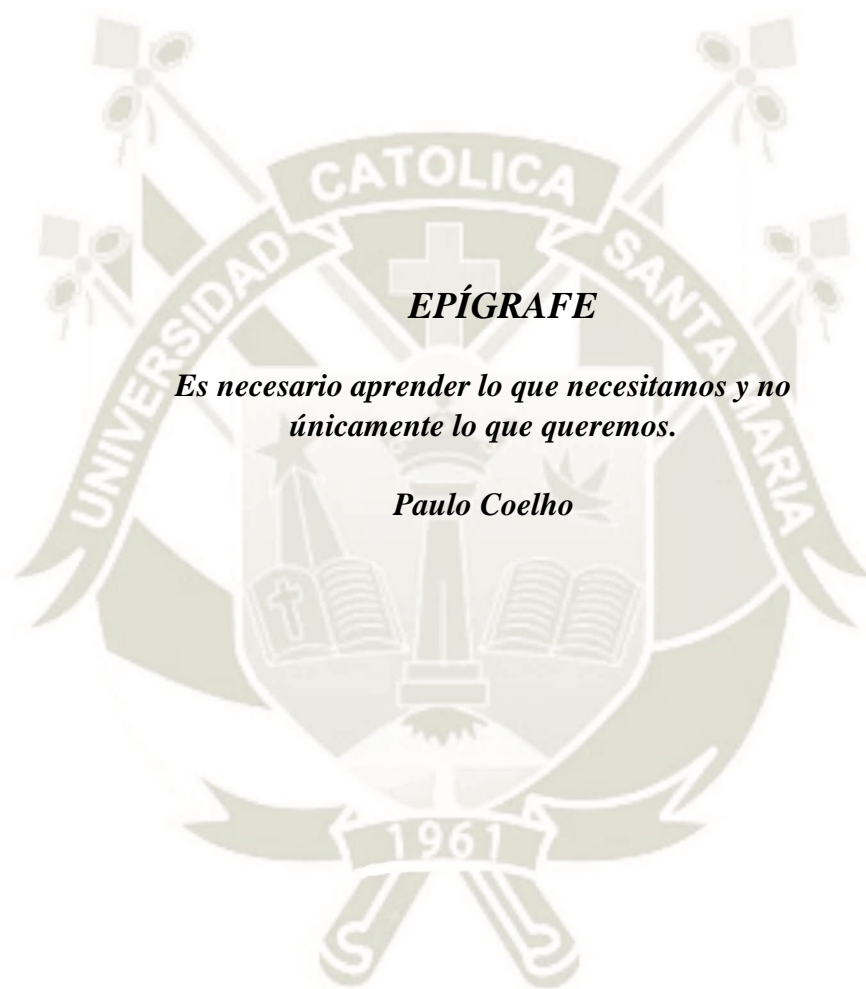 CATOLICA
UNIVERSIDAD
SANTA MARIA
EPÍGRAFE
Es necesario aprender lo que necesitamos y no
únicamente lo que queremos.
Paulo Coelho
1961